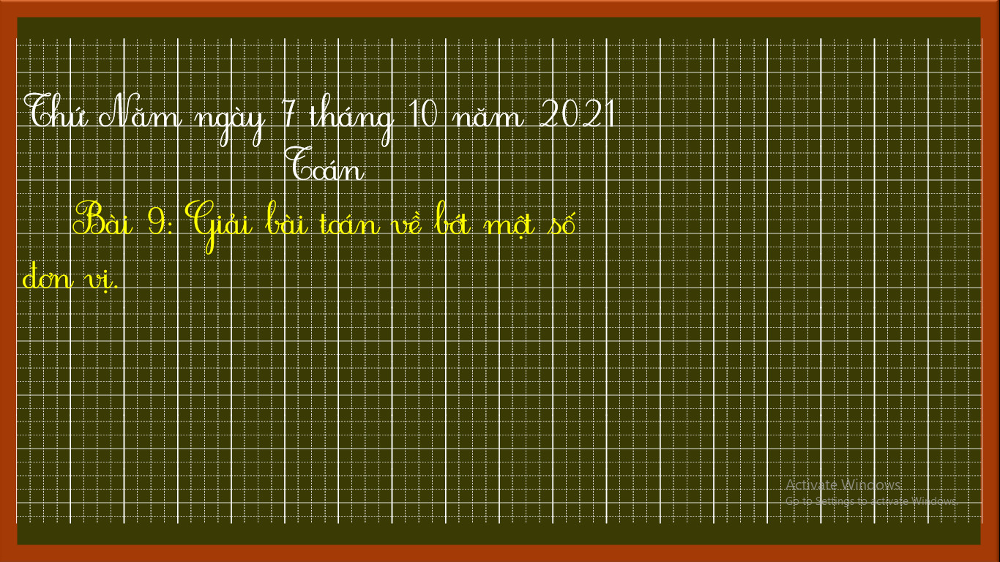 Thứ Năm ngày 7 tháng 10 năm 2021
Toán
Bài 9: Giải bài toán về bớt một số
đơn vị.
Activate Windows
Go to Settings to activate Windows.